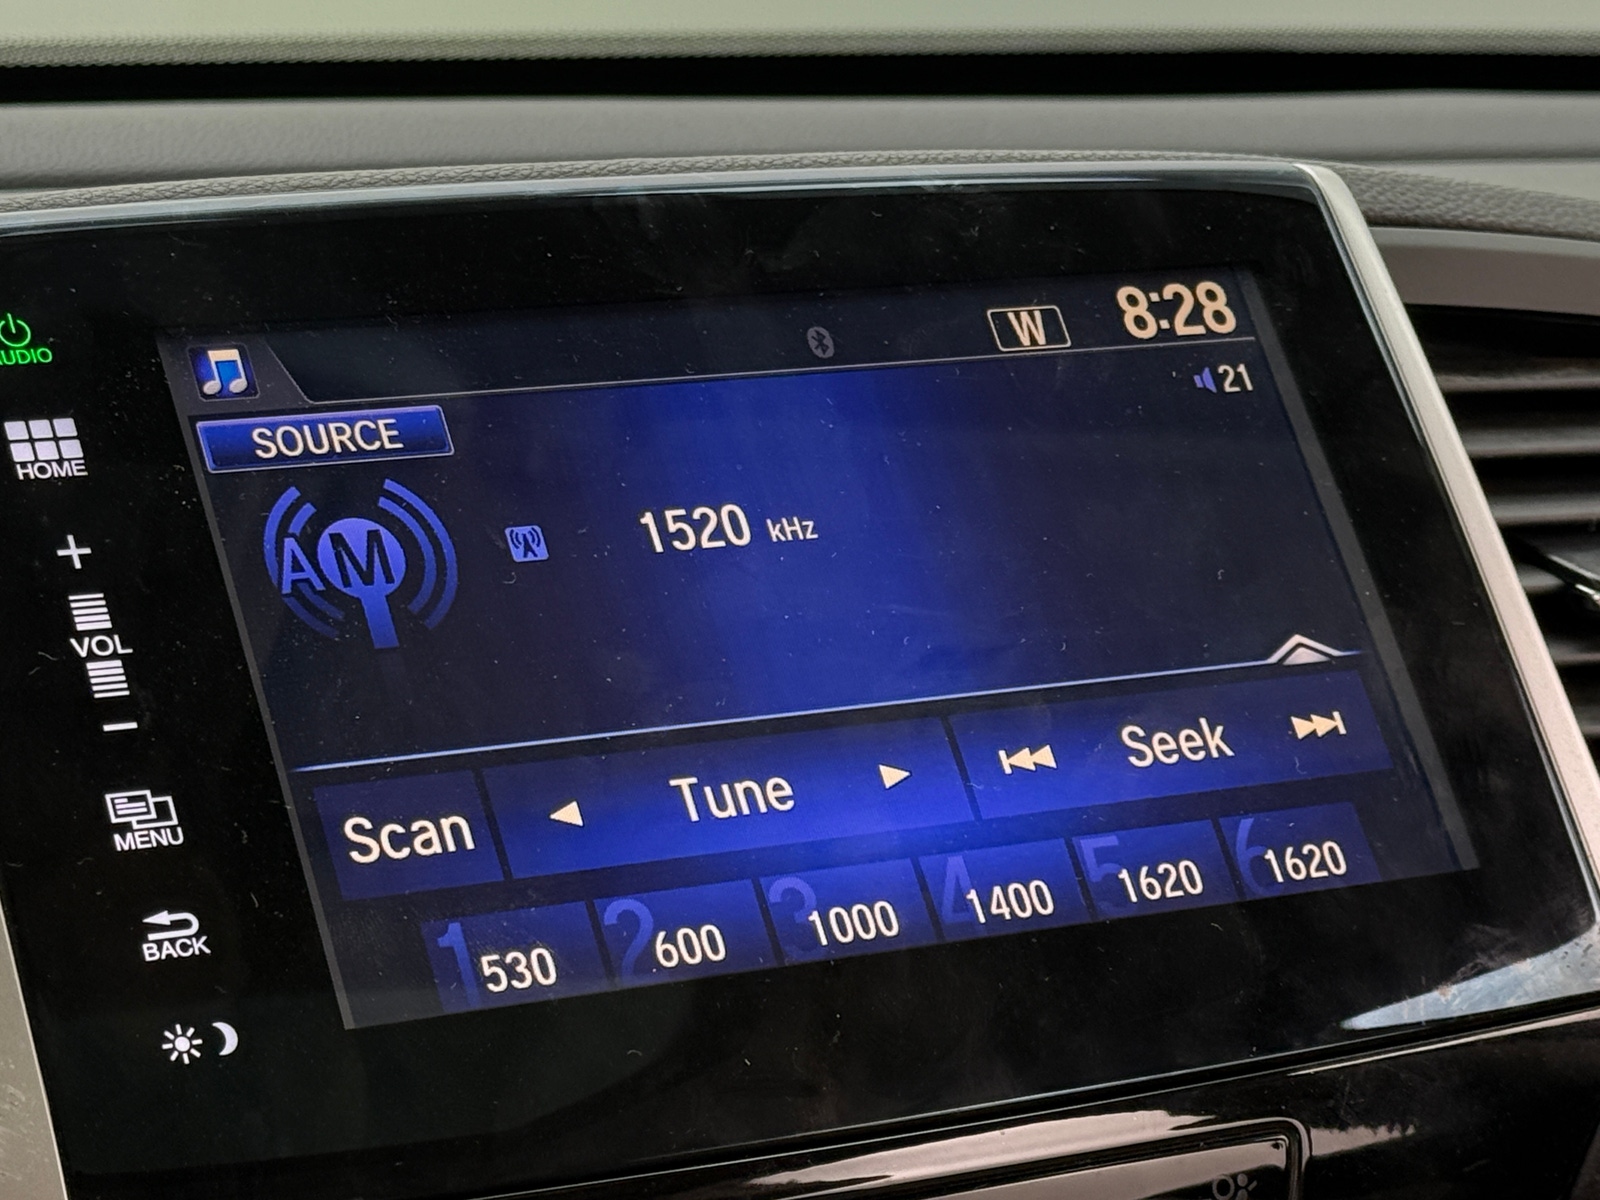 W 8:28
21
AUDIO
SOURCE
HOME
AM
1520 kHz
+
VOL
-
Scan
Tune
Seek
MENU
1 530
2 600
3 1000
4 1400
5 1620
6 1620
BACK